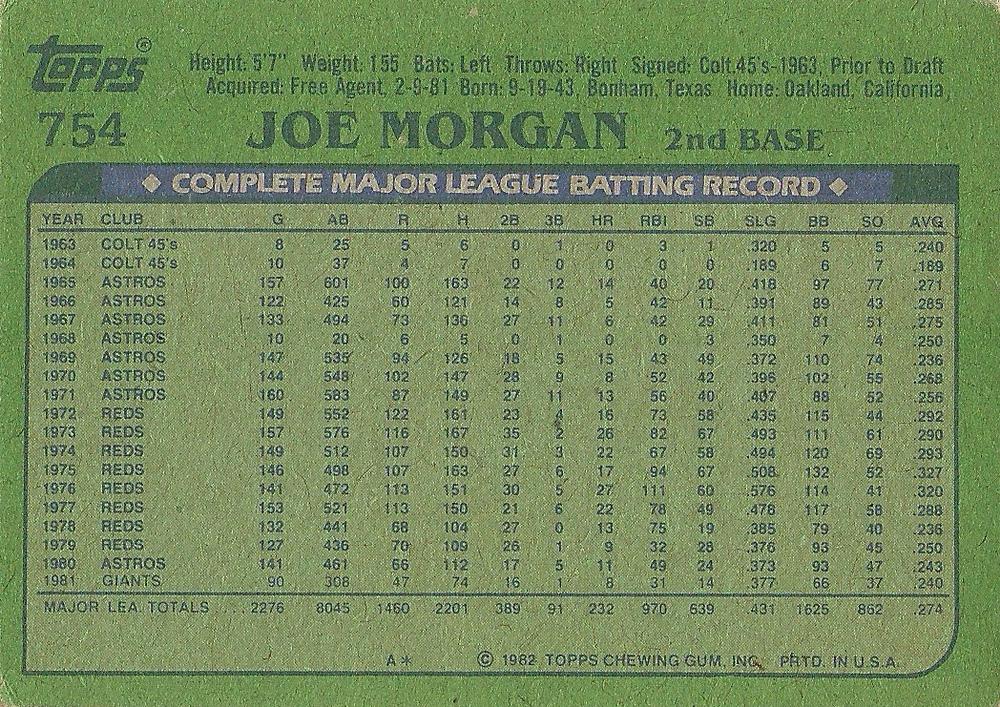 Topps®
Height: 5'7" Weight: 155 Bats: Left Throws: Right Signed: Colt.45's-1963, Prior to Draft
Acquired: Free Agent, 2-9-81 Born: 9-19-43, Bonham, Texas Home: Oakland, California
754 JOE MORGAN 2nd BASE
◆ COMPLETE MAJOR LEAGUE BATTING RECORD ◆
YEAR CLUB G AB R H 2B 3B HR RBI SB SLG BB SO AVG
1963 COLT 45's 8 25 5 6 0 1 0 3 1 .320 5 5 .240
1964 COLT 45's 10 37 4 7 0 0 0 0 0 .189 6 7 .189
1965 ASTROS 157 601 100 163 22 12 14 40 20 .418 97 77 .271
1966 ASTROS 122 425 60 121 14 8 5 42 11 .391 89 43 .285
1967 ASTROS 133 494 73 136 27 11 6 42 29 .411 81 51 .275
1968 ASTROS 10 20 6 5 0 1 0 0 3 .350 7 4 .250
1969 ASTROS 147 535 94 126 18 5 15 43 49 .372 110 74 .236
1970 ASTROS 144 548 102 147 28 9 8 52 42 .396 102 55 .268
1971 ASTROS 160 583 87 149 27 11 13 56 40 .407 88 52 .256
1972 REDS 149 552 122 161 23 4 16 73 58 .435 115 44 .292
1973 REDS 157 576 116 167 35 2 26 82 67 .493 111 61 .290
1974 REDS 149 512 107 150 31 3 22 67 58 .494 120 69 .293
1975 REDS 146 498 107 163 27 6 17 94 67 .508 132 52 .327
1976 REDS 141 472 113 151 30 5 27 111 60 .576 114 41 .320
1977 REDS 153 521 113 150 21 6 22 78 49 .478 117 58 .288
1978 REDS 132 441 68 104 27 0 13 75 19 .385 79 40 .236
1979 REDS 127 436 70 109 26 1 9 32 28 .376 93 45 .250
1980 ASTROS 141 461 66 112 17 5 11 49 24 .373 93 47 .243
1981 GIANTS 90 308 47 74 16 1 8 31 14 .377 66 37 .240
MAJOR LEA. TOTALS .... 2276 8045 1460 2201 389 91 232 970 639 .431 1625 862 .274
A* © 1982 TOPPS CHEWING GUM, INC. PRTD. IN U.S.A.